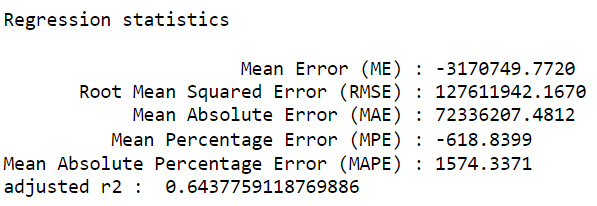 Regression statistics
Mean Error (ME) : -3170749.7720
Root Mean Squared Error (RMSE) : 127611942.1670
Mean Absolute Error (MAE) : 72336207.4812
Mean Percentage Error (MPE) : -618.8399
Mean Absolute Percentage Error (MAPE) : 1574.3371
adjusted r2 :  0.6437759118769886